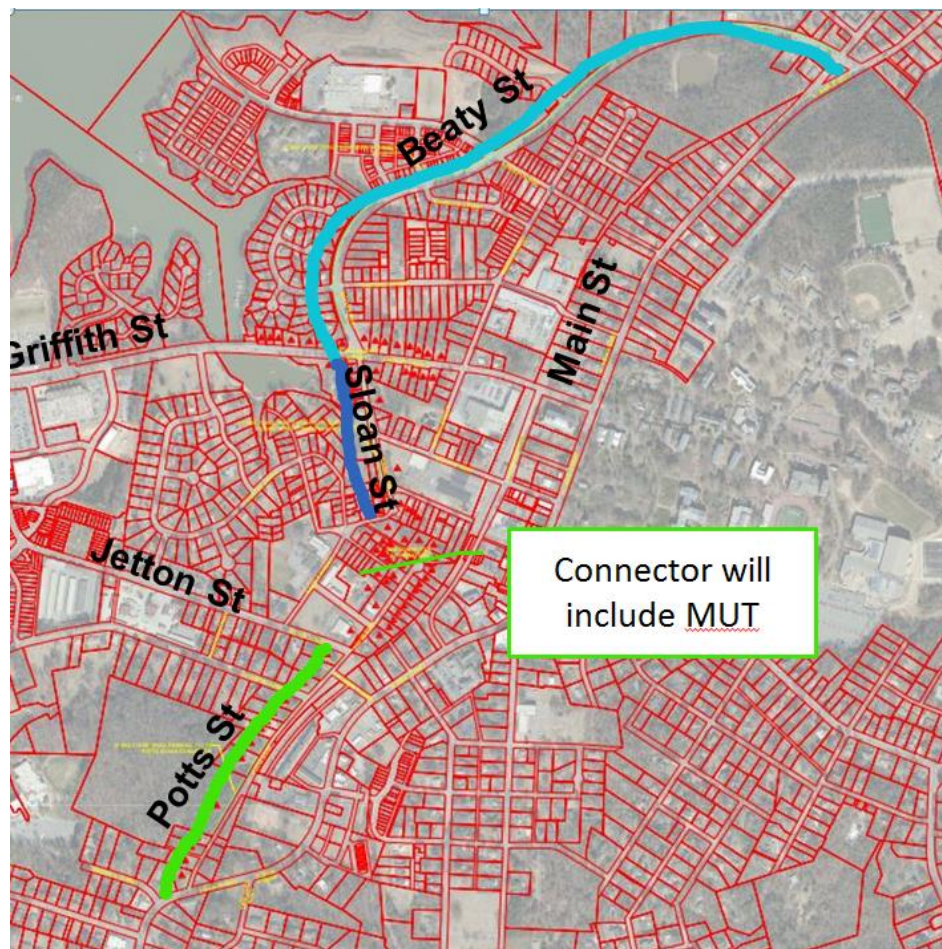 Beaty St
Main St
Griffith St
Sloan St
Connector will
include MUT
Jetton St
Potts St